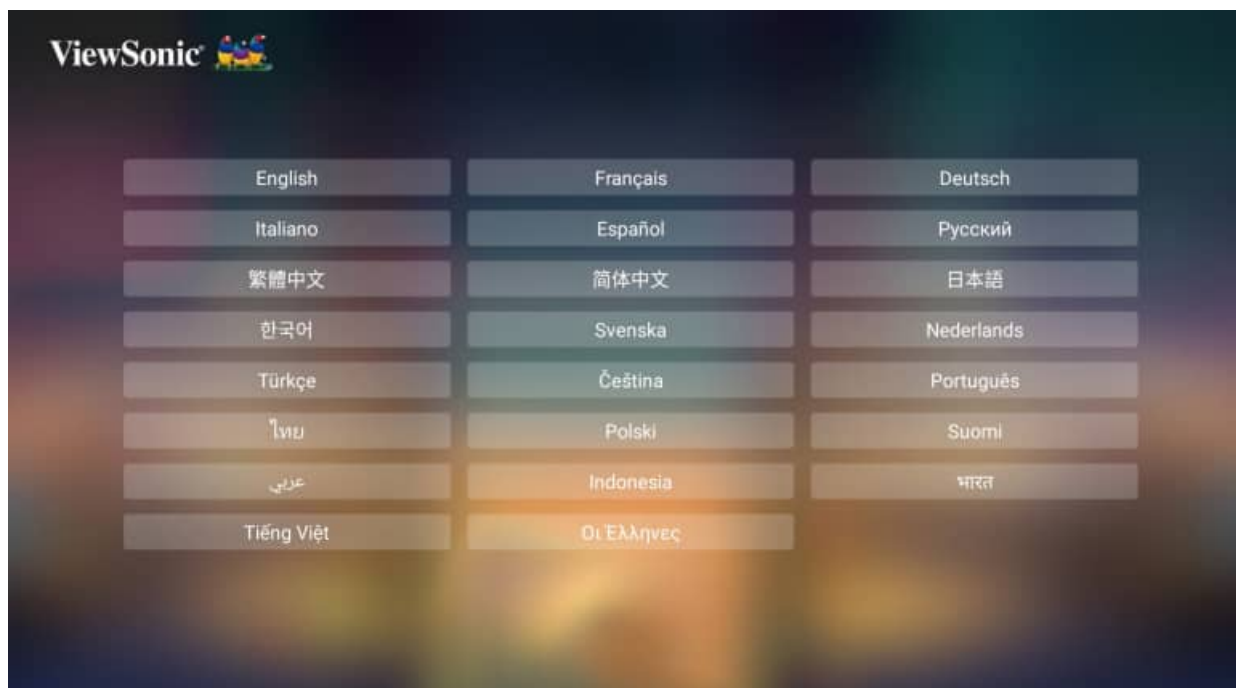 ViewSonic®
English Français Deutsch
Italiano Español Русский
繁體中文 简体中文 日本語
한국어 Svenska Nederlands
Türkçe Čeština Português
ไทย Polski Suomi
عربي Indonesia भारत
Tiếng Việt Οι Έλληνες